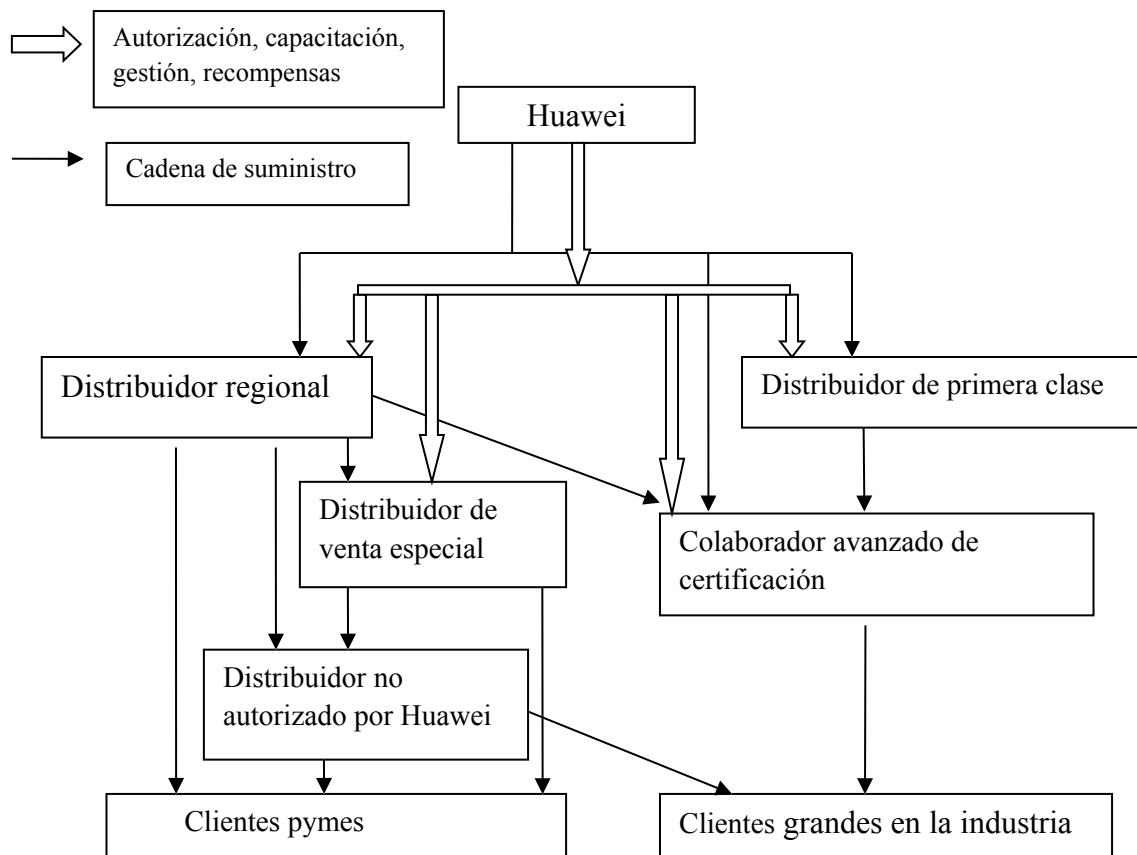 Autorización, capacitación,
gestión, recompensas
Huawei
Cadena de suministro
Distribuidor regional
Distribuidor de primera clase
Distribuidor de
venta especial
Colaborador avanzado de
certificación
Distribuidor no
autorizado por Huawei
Clientes pymes
Clientes grandes en la industria